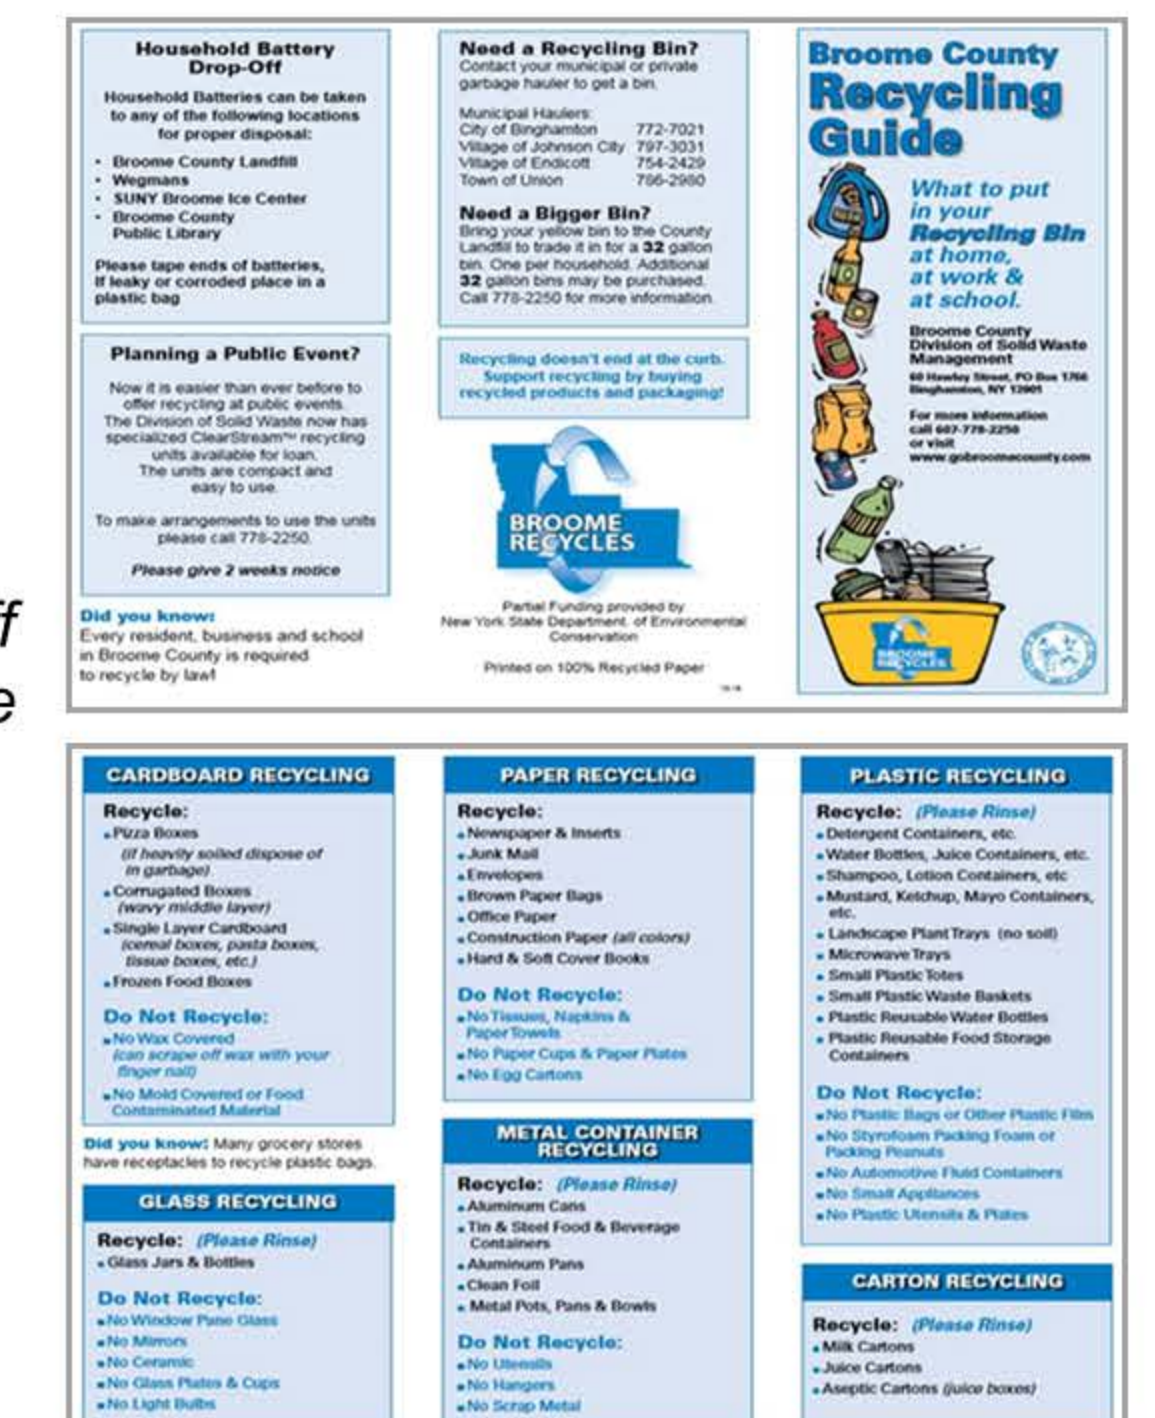 ff
e
Household Battery
Drop-Off
Household Batteries can be taken
to any of the following locations
for proper disposal:
• Broome County Landfill
• Wegmans
• SUNY Broome Ice Center
• Broome County
Public Library
Please tape ends of batteries,
If leaky or corroded place in a
plastic bag
Planning a Public Event?
Now it is easier than ever before to
offer recycling at public events.
The Division of Solid Waste now has
specialized ClearStream™ recycling
units available for loan.
The units are compact and
easy to use.
To make arrangements to use the units
please call 778-2250.
Please give 2 weeks notice
Did you know:
Every resident, business and school
in Broome County is required
to recycle by law!
Need a Recycling Bin?
Contact your municipal or private
garbage hauler to get a bin.
Municipal Haulers:
City of Binghamton 772-7021
Village of Johnson City 797-3031
Village of Endicott 754-2429
Town of Union 786-2980
Need a Bigger Bin?
Bring your yellow bin to the County
Landfill to trade it in for a 32 gallon
bin. One per household. Additional
32 gallon bins may be purchased.
Call 778-2250 for more information.
Recycling doesn't end at the curb.
Support recycling by buying
recycled products and packaging!
BROOME
RECYCLES
Partial Funding provided by
New York State Department. of Environmental
Conservation
Printed on 100% Recycled Paper
Broome County
Recycling
Guide
What to put
in your
Recycling Bin
at home,
at work &
at school.
Broome County
Division of Solid Waste
Management
60 Hawley Street, PO Box 1766
Binghamton, NY 13901
For more information
call 607-778-2250
or visit
www.gobroomecounty.com
BROOME
RECYCLES
CARDBOARD RECYCLING
Recycle:
• Pizza Boxes
(if heavily soiled dispose of
in garbage)
• Corrugated Boxes
(wavy middle layer)
• Single Layer Cardboard
(cereal boxes, pasta boxes,
tissue boxes, etc.)
• Frozen Food Boxes
Do Not Recycle:
• No Wax Covered
(can scrape off wax with your
finger nail)
• No Mold Covered or Food
Contaminated Material
Did you know: Many grocery stores
have receptacles to recycle plastic bags.
GLASS RECYCLING
Recycle: (Please Rinse)
• Glass Jars & Bottles
Do Not Recycle:
• No Window Pane Glass
• No Mirrors
• No Ceramic
• No Glass Plates & Cups
• No Light Bulbs
PAPER RECYCLING
Recycle:
• Newspaper & Inserts
• Junk Mail
• Envelopes
• Brown Paper Bags
• Office Paper
• Construction Paper (all colors)
• Hard & Soft Cover Books
Do Not Recycle:
• No Tissues, Napkins &
Paper Towels
• No Paper Cups & Paper Plates
• No Egg Cartons
METAL CONTAINER
RECYCLING
Recycle: (Please Rinse)
• Aluminum Cans
• Tin & Steel Food & Beverage
Containers
• Aluminum Pans
• Clean Foil
• Metal Pots, Pans & Bowls
Do Not Recycle:
• No Utensils
• No Hangers
• No Scrap Metal
PLASTIC RECYCLING
Recycle: (Please Rinse)
• Detergent Containers, etc.
• Water Bottles, Juice Containers, etc.
• Shampoo, Lotion Containers, etc
• Mustard, Ketchup, Mayo Containers,
etc.
• Landscape Plant Trays (no soil)
• Microwave Trays
• Small Plastic Totes
• Small Plastic Waste Baskets
• Plastic Reusable Water Bottles
• Plastic Reusable Food Storage
Containers
Do Not Recycle:
• No Plastic Bags or Other Plastic Film
• No Styrofoam Packing Foam or
Packing Peanuts
• No Automotive Fluid Containers
• No Small Appliances
• No Plastic Utensils & Plates
CARTON RECYCLING
Recycle: (Please Rinse)
• Milk Cartons
• Juice Cartons
• Aseptic Cartons (juice boxes)